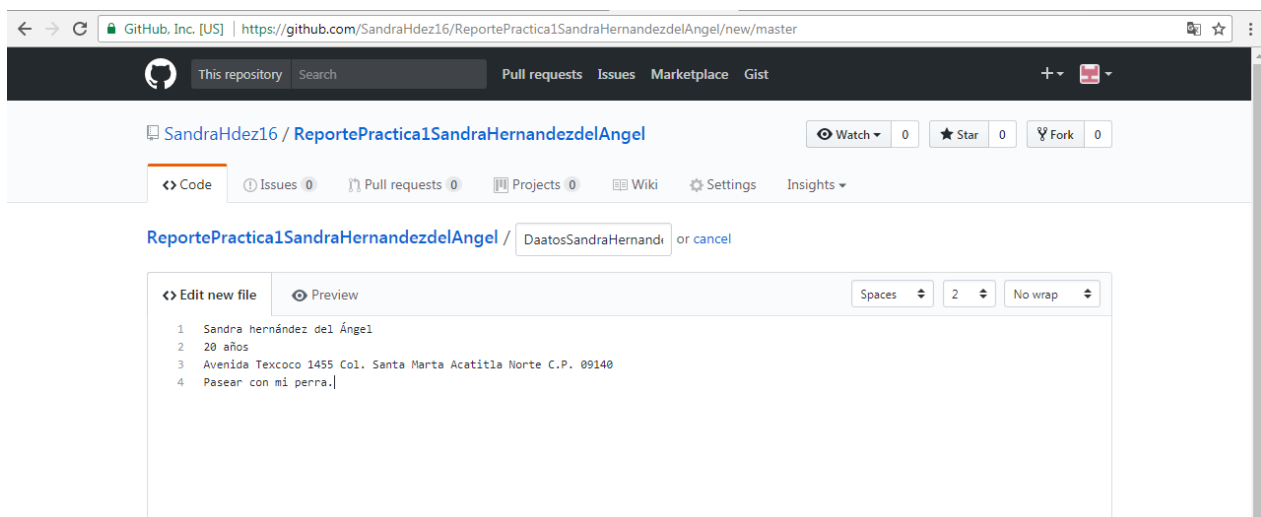 GitHub, Inc. [US] | https://github.com/SandraHdez16/ReportePractica1SandraHernandezdelAngel/new/master
This repository Search Pull requests Issues Marketplace Gist
SandraHdez16 / ReportePractica1SandraHernandezdelAngel Watch 0 Star 0 Fork 0
Code Issues 0 Pull requests 0 Projects 0 Wiki Settings Insights
ReportePractica1SandraHernandezdelAngel / DaatosSandraHernand or cancel
Edit new file Preview Spaces 2 No wrap
1 Sandra hernández del Ángel
2 20 años
3 Avenida Texcoco 1455 Col. Santa Marta Acatitla Norte C.P. 09140
4 Pasear con mi perra.